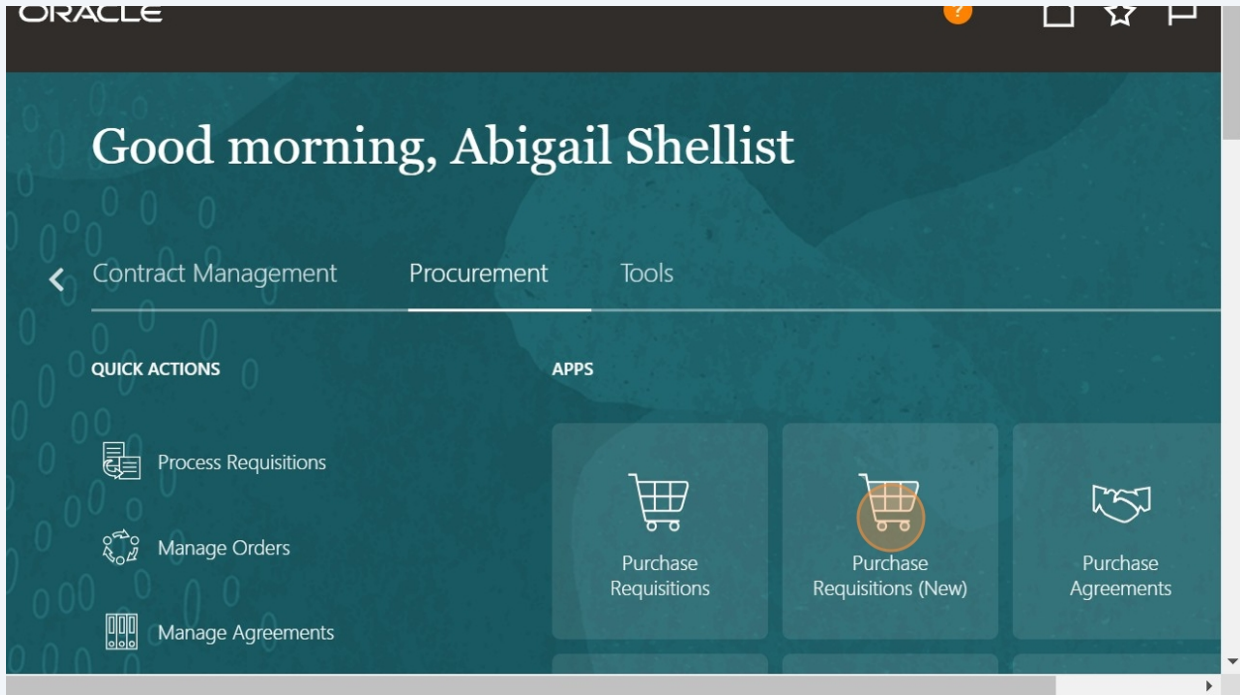 ORACLE
?
Good morning, Abigail Shellist
Contract Management
Procurement
Tools
QUICK ACTIONS
APPS
Process Requisitions
Manage Orders
Manage Agreements
Purchase
Requisitions
Purchase
Requisitions (New)
Purchase
Agreements